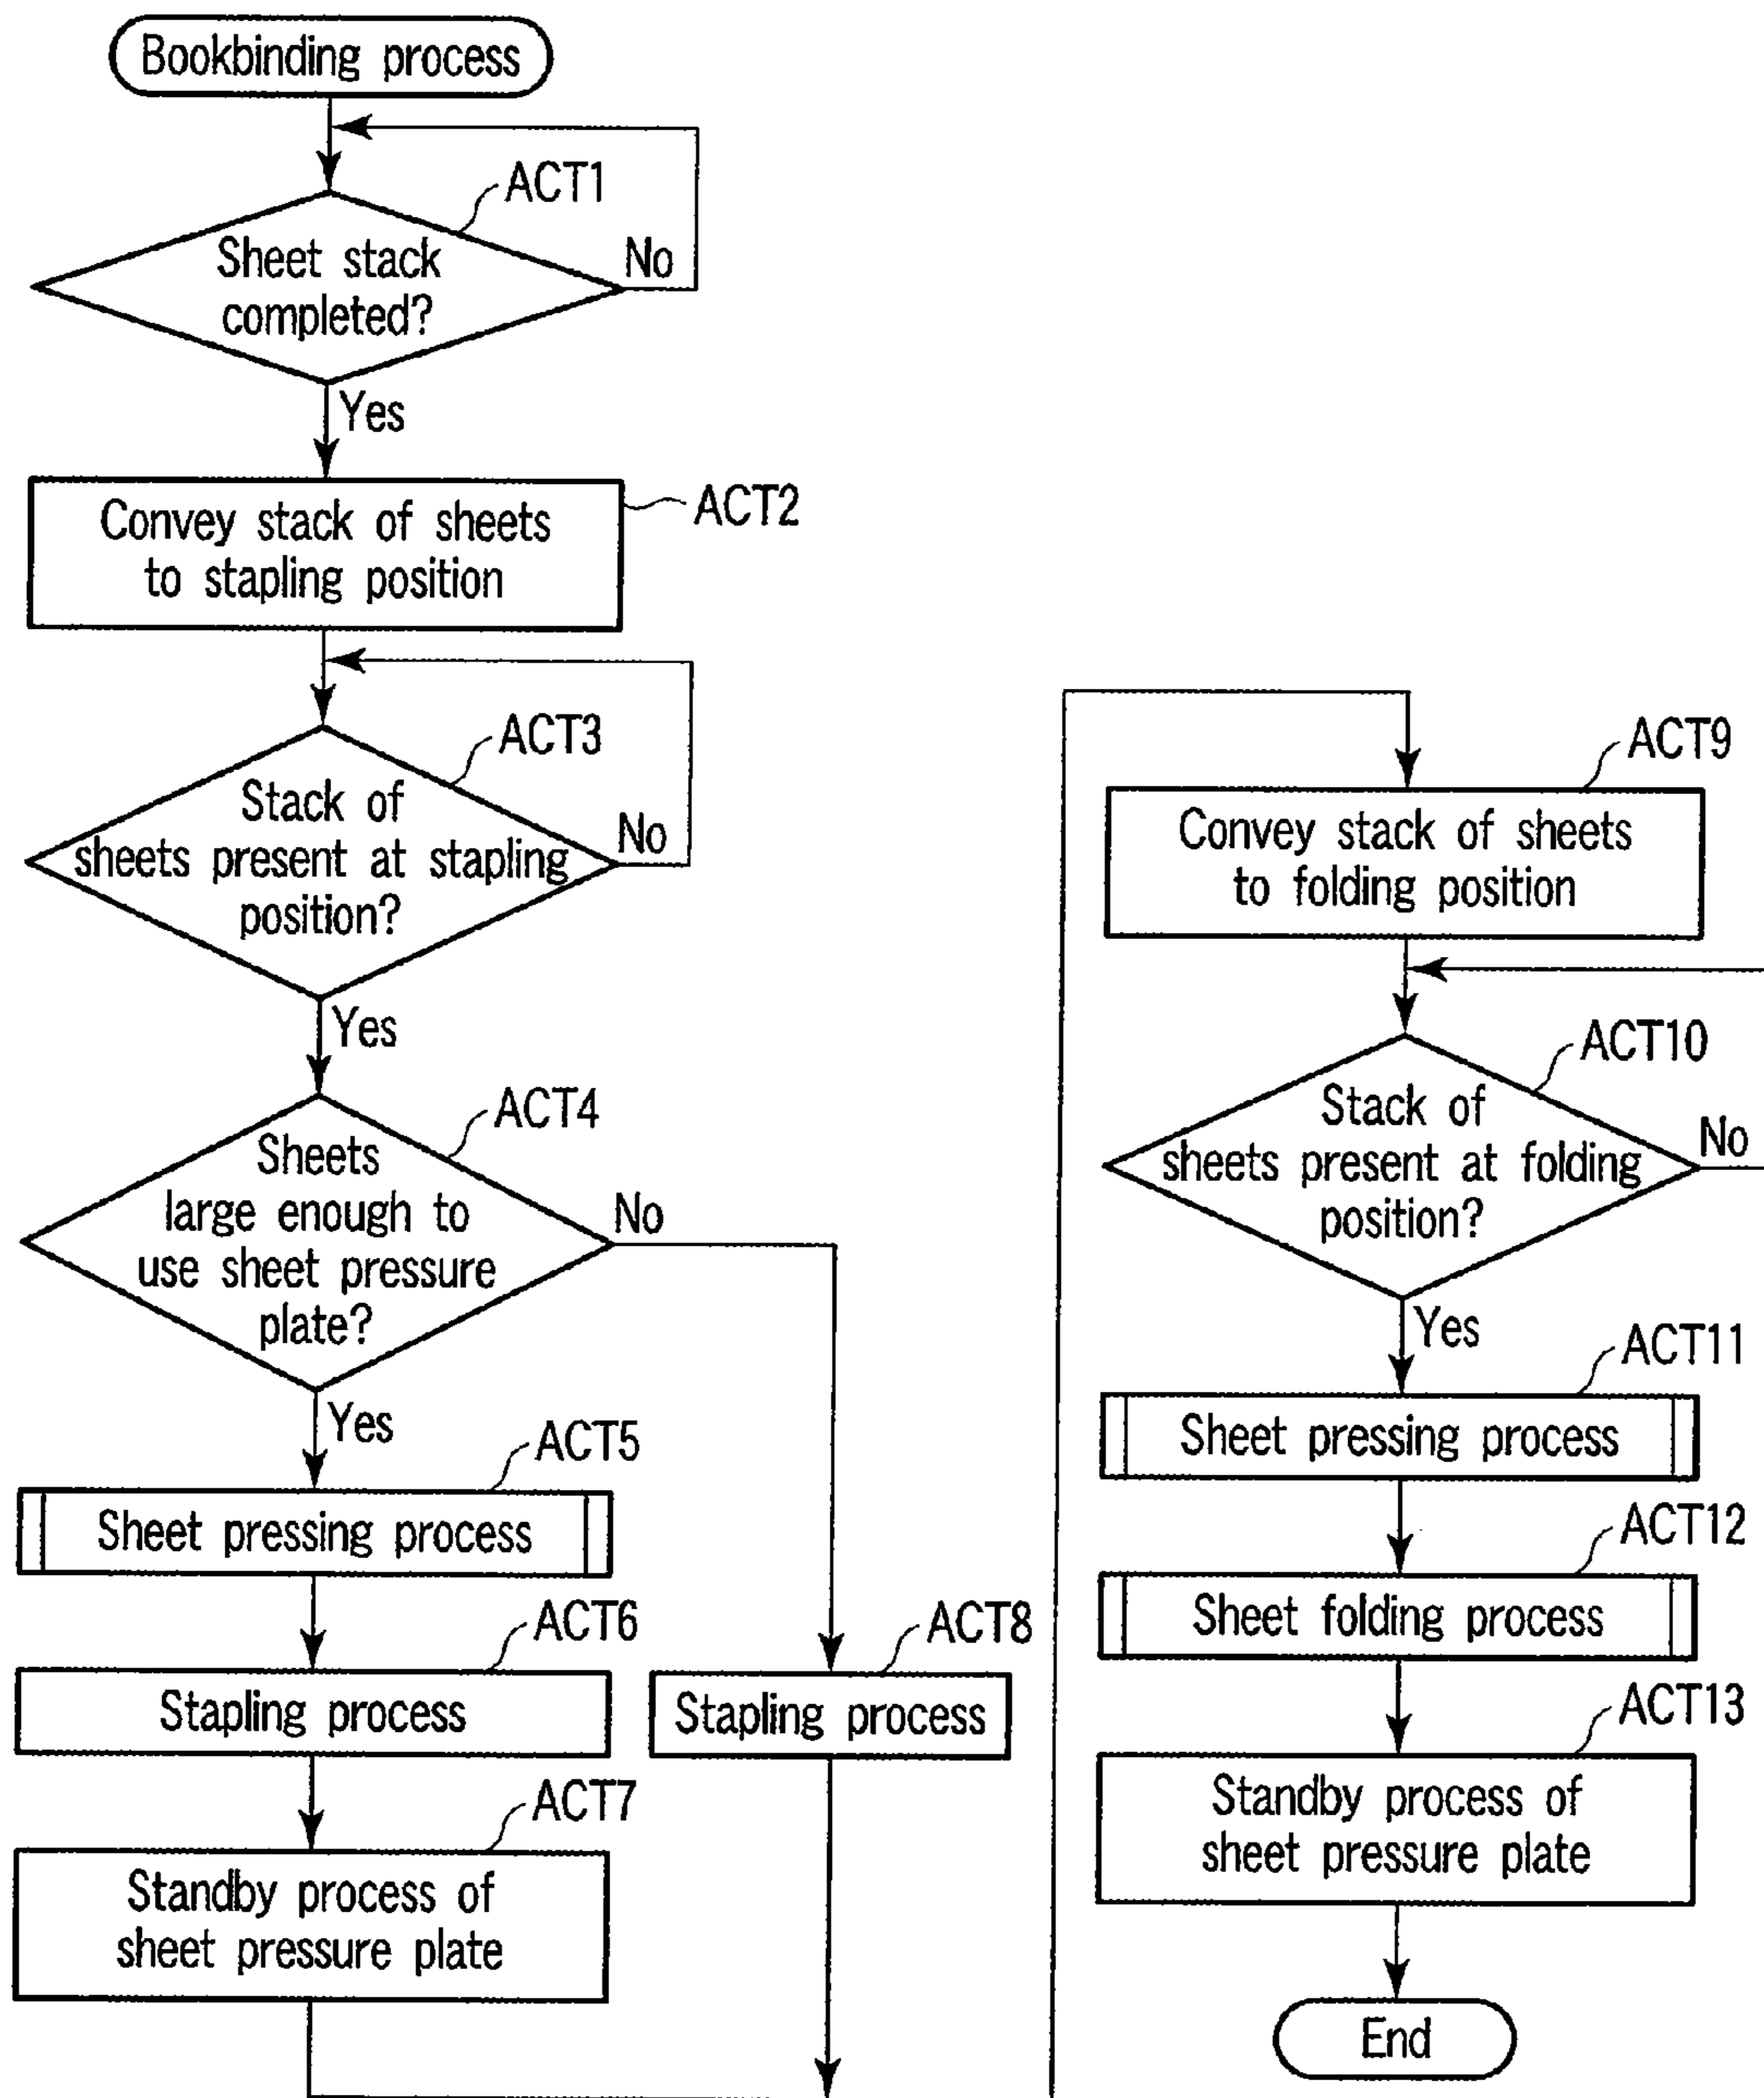 Bookbinding process
ACT1
Sheet stack
completed?
No
Yes
ACT2
Convey stack of sheets
to stapling position
ACT3
Stack of
sheets present at stapling
position?
No
Yes
ACT4
Sheets
large enough to
use sheet pressure
plate?
No
Yes
ACT5
Sheet pressing process
ACT6
Stapling process
ACT7
Standby process of
sheet pressure plate
ACT8
Stapling process
ACT9
Convey stack of sheets
to folding position
ACT10
Stack of
sheets present at folding
position?
No
Yes
ACT11
Sheet pressing process
ACT12
Sheet folding process
ACT13
Standby process of
sheet pressure plate
End